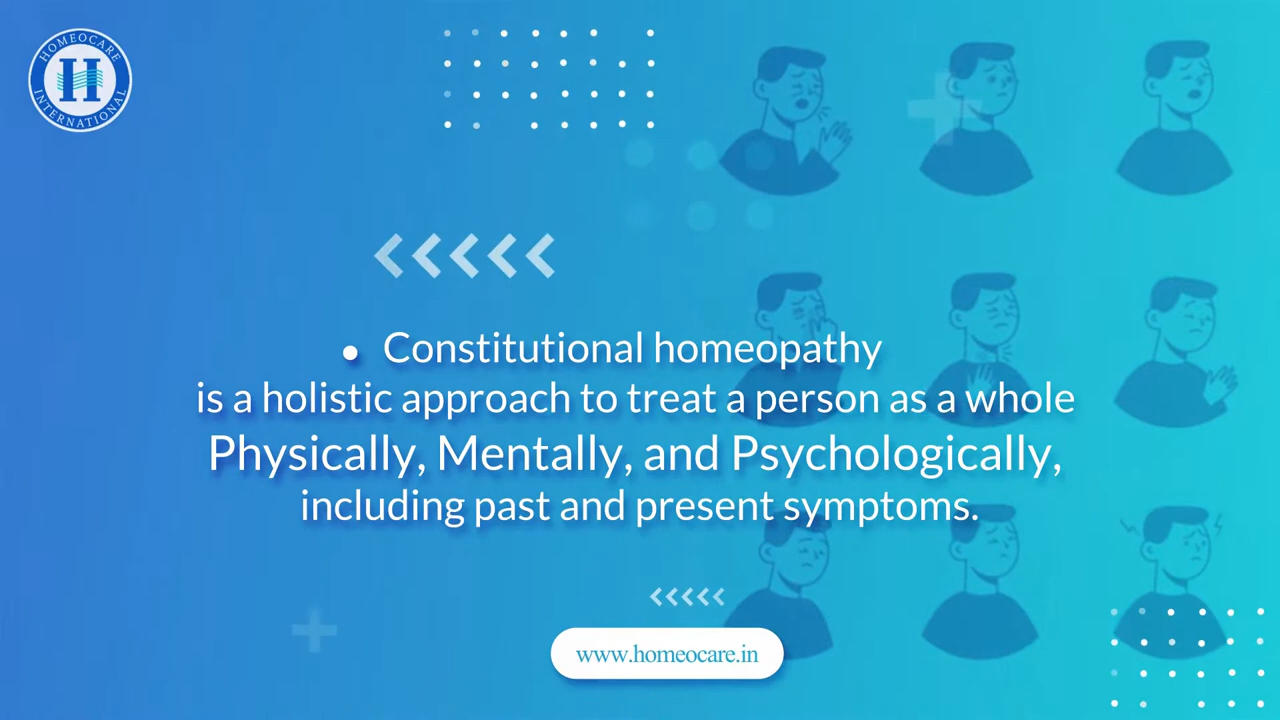 HOMEOCARE
H
INTERNATIONAL
• Constitutional homeopathy
is a holistic approach to treat a person as a whole
Physically, Mentally, and Psychologically,
including past and present symptoms.
www.homeocare.in